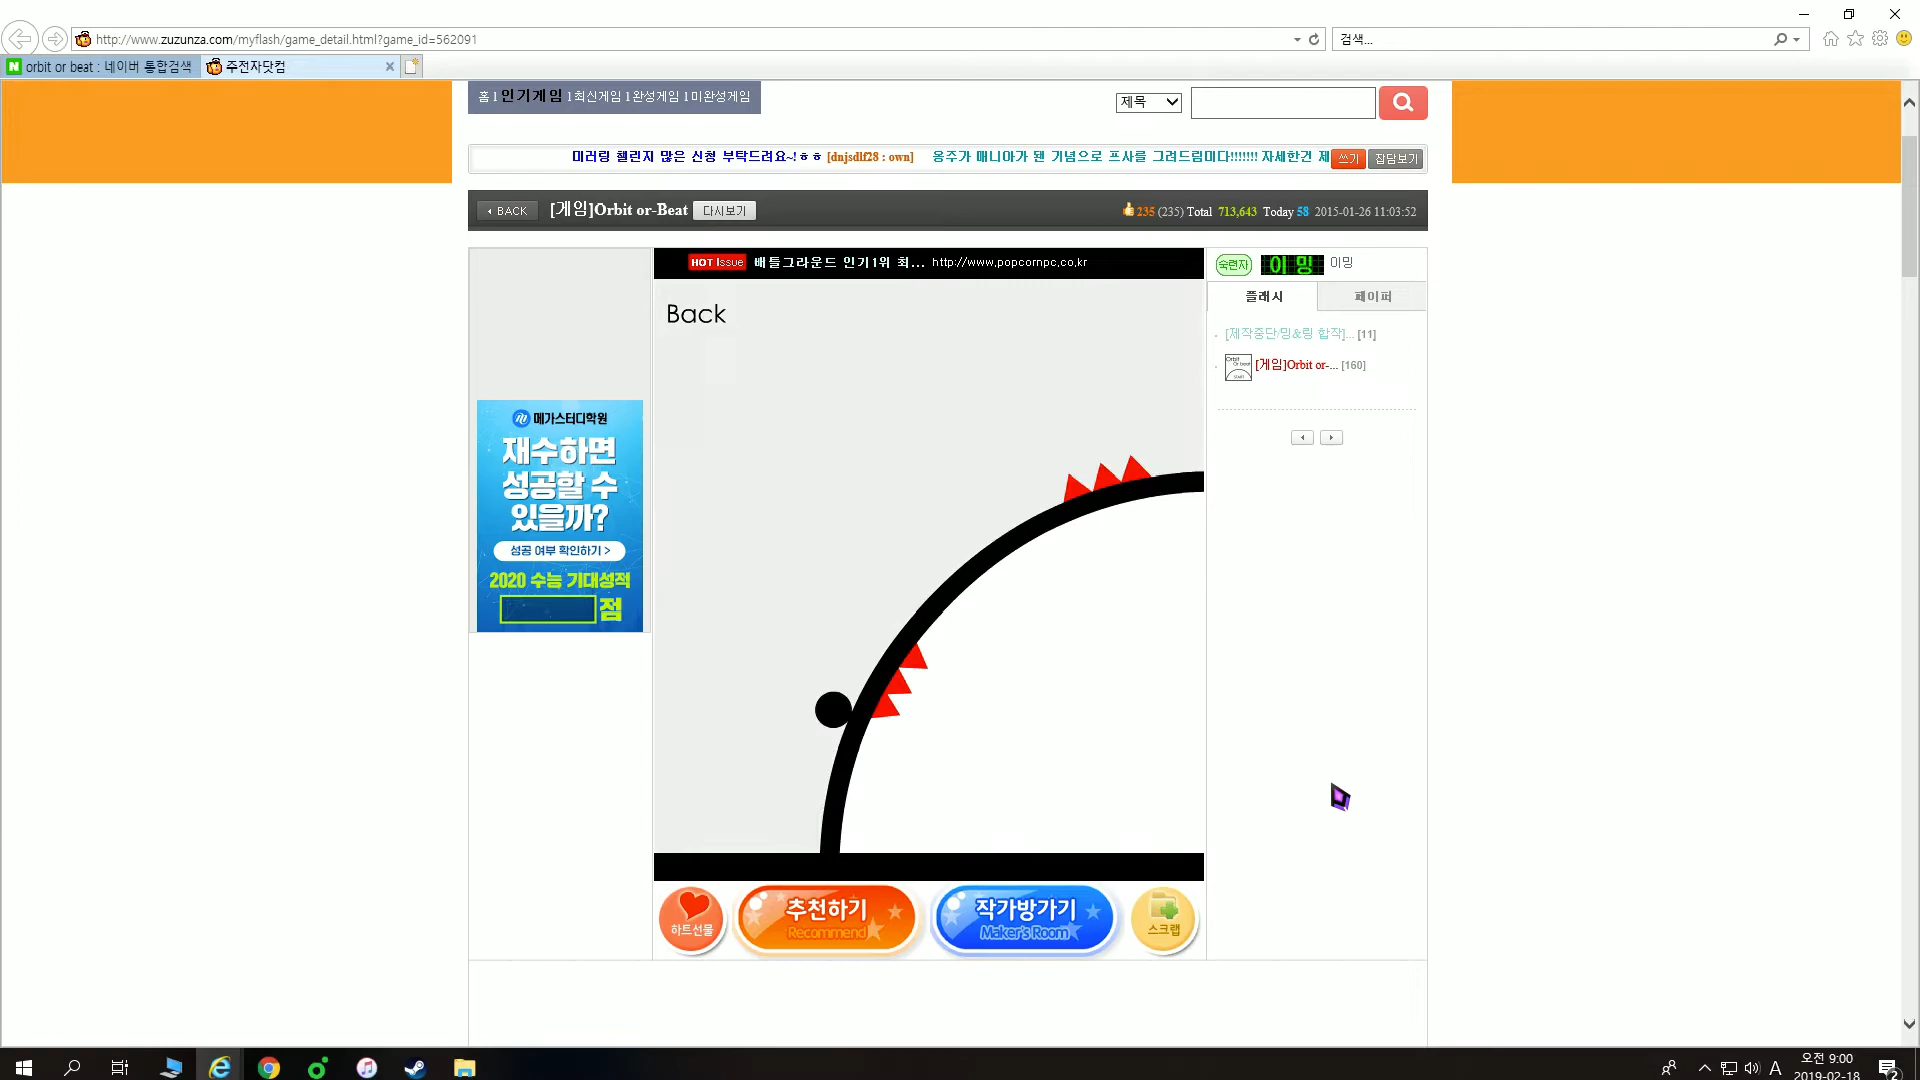 http://www.zuzunza.com/myflash/game_detail.html?game_id=562091
검색...
orbit or beat : 네이버 통합검색
주전자닷컴
홈 l 인기게임 l 최신게임 l 완성게임 l 미완성게임
제목
미러링 챌린지 많은 신청 부탁드려요~! ㅎㅎ [dnjsdlf28 : own] 옹주가 매니아가 됀 기념으로 프사를 그려드림미다!!!!!!! 자세한건 제
쓰기
잡담보기
BACK
[게임]Orbit or-Beat
다시보기
235 (235) Total 713,643 Today 58 2015-01-26 11:03:52
HOT Issue 배틀그라운드 인기1위 최... http://www.popcornpc.co.kr
숙련자
이밍
이밍
플래시
페이퍼
Back
[제작중단/밍&링 합작]... [11]
Orbit
Or beat
START
[게임]Orbit or-... [160]
메가스터디학원
재수하면
성공할 수
있을까?
성공 여부 확인하기 >
2020 수능 기대성적
점
하트선물
추천하기
Recommend
작가방가기
Maker's Room
스크랩
A
오전 9:00
2019-02-18
2